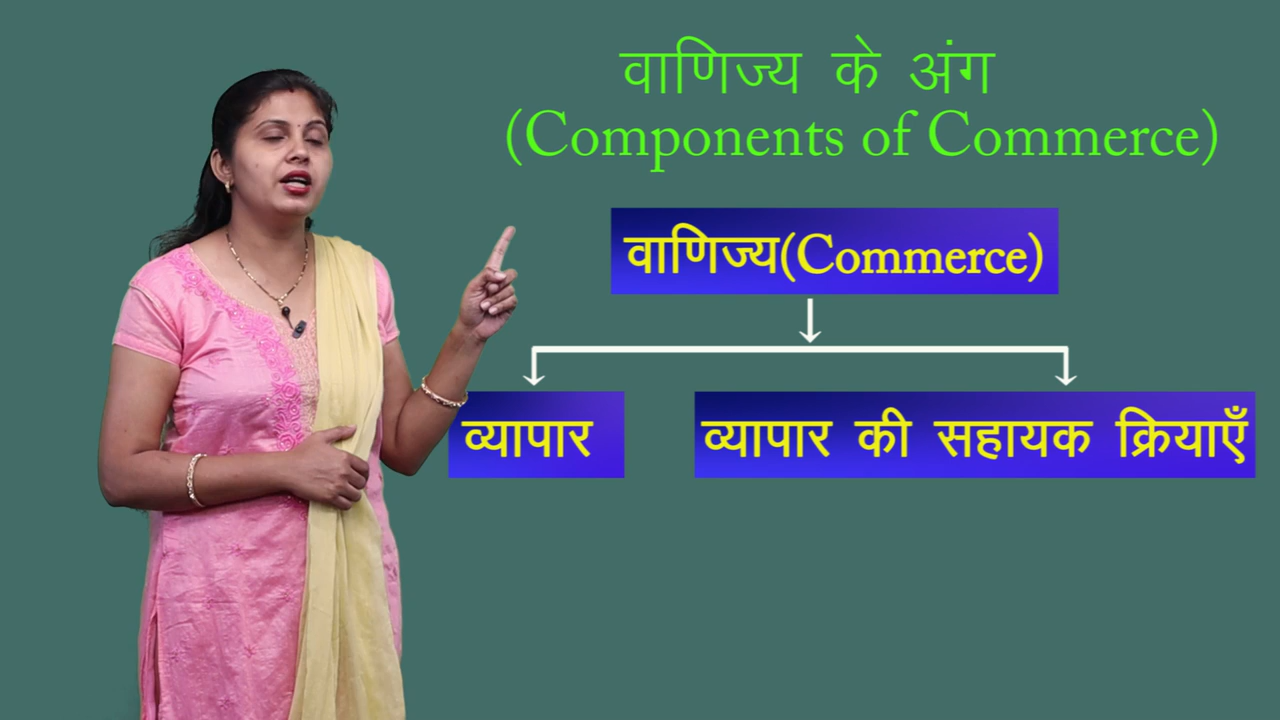 वाणिज्य के अंग
(Components of Commerce)
वाणिज्य(Commerce)
व्यापार
व्यापार की सहायक क्रियाएँ